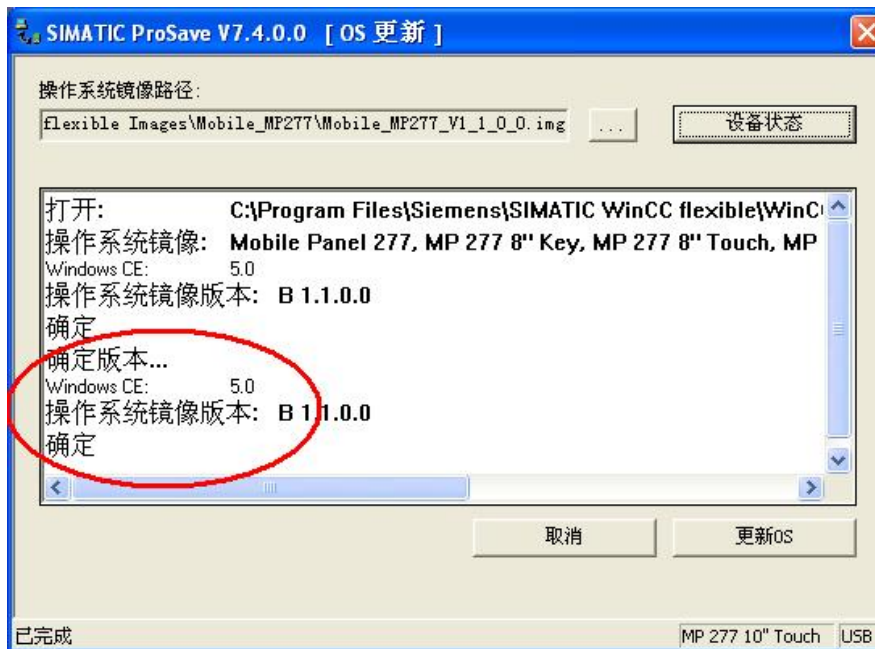 SIMATIC ProSave V7.4.0.0 [ OS 更新 ]
操作系统镜像路径:
flexible Images\Mobile_MP277\Mobile_MP277_V1_1_0_0.img ... 设备状态
打开: C:\Program Files\Siemens\SIMATIC WinCC flexible\WinC
操作系统镜像: Mobile Panel 277, MP 277 8" Key, MP 277 8" Touch, MP
Windows CE: 5.0
操作系统镜像版本: B 1.1.0.0
确定
确定版本...
Windows CE: 5.0
操作系统镜像版本: B 1.1.0.0
确定
取消 更新OS
已完成 MP 277 10" Touch USB